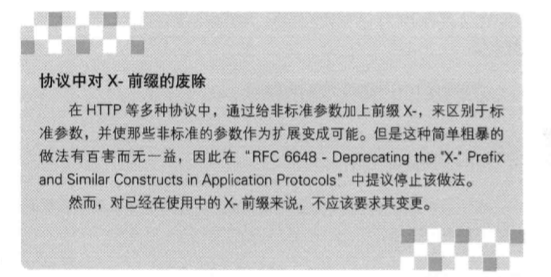 协议中对 X- 前缀的废除
在 HTTP 等多种协议中，通过给非标准参数加上前缀 X-，来区别于标
准参数，并使那些非标准的参数作为扩展变成可能。但是这种简单粗暴的
做法有百害而无一益，因此在“RFC 6648 - Deprecating the "X-" Prefix
and Similar Constructs in Application Protocols”中提议停止该做法。
然而，对已经在使用中的 X- 前缀来说，不应该要求其变更。